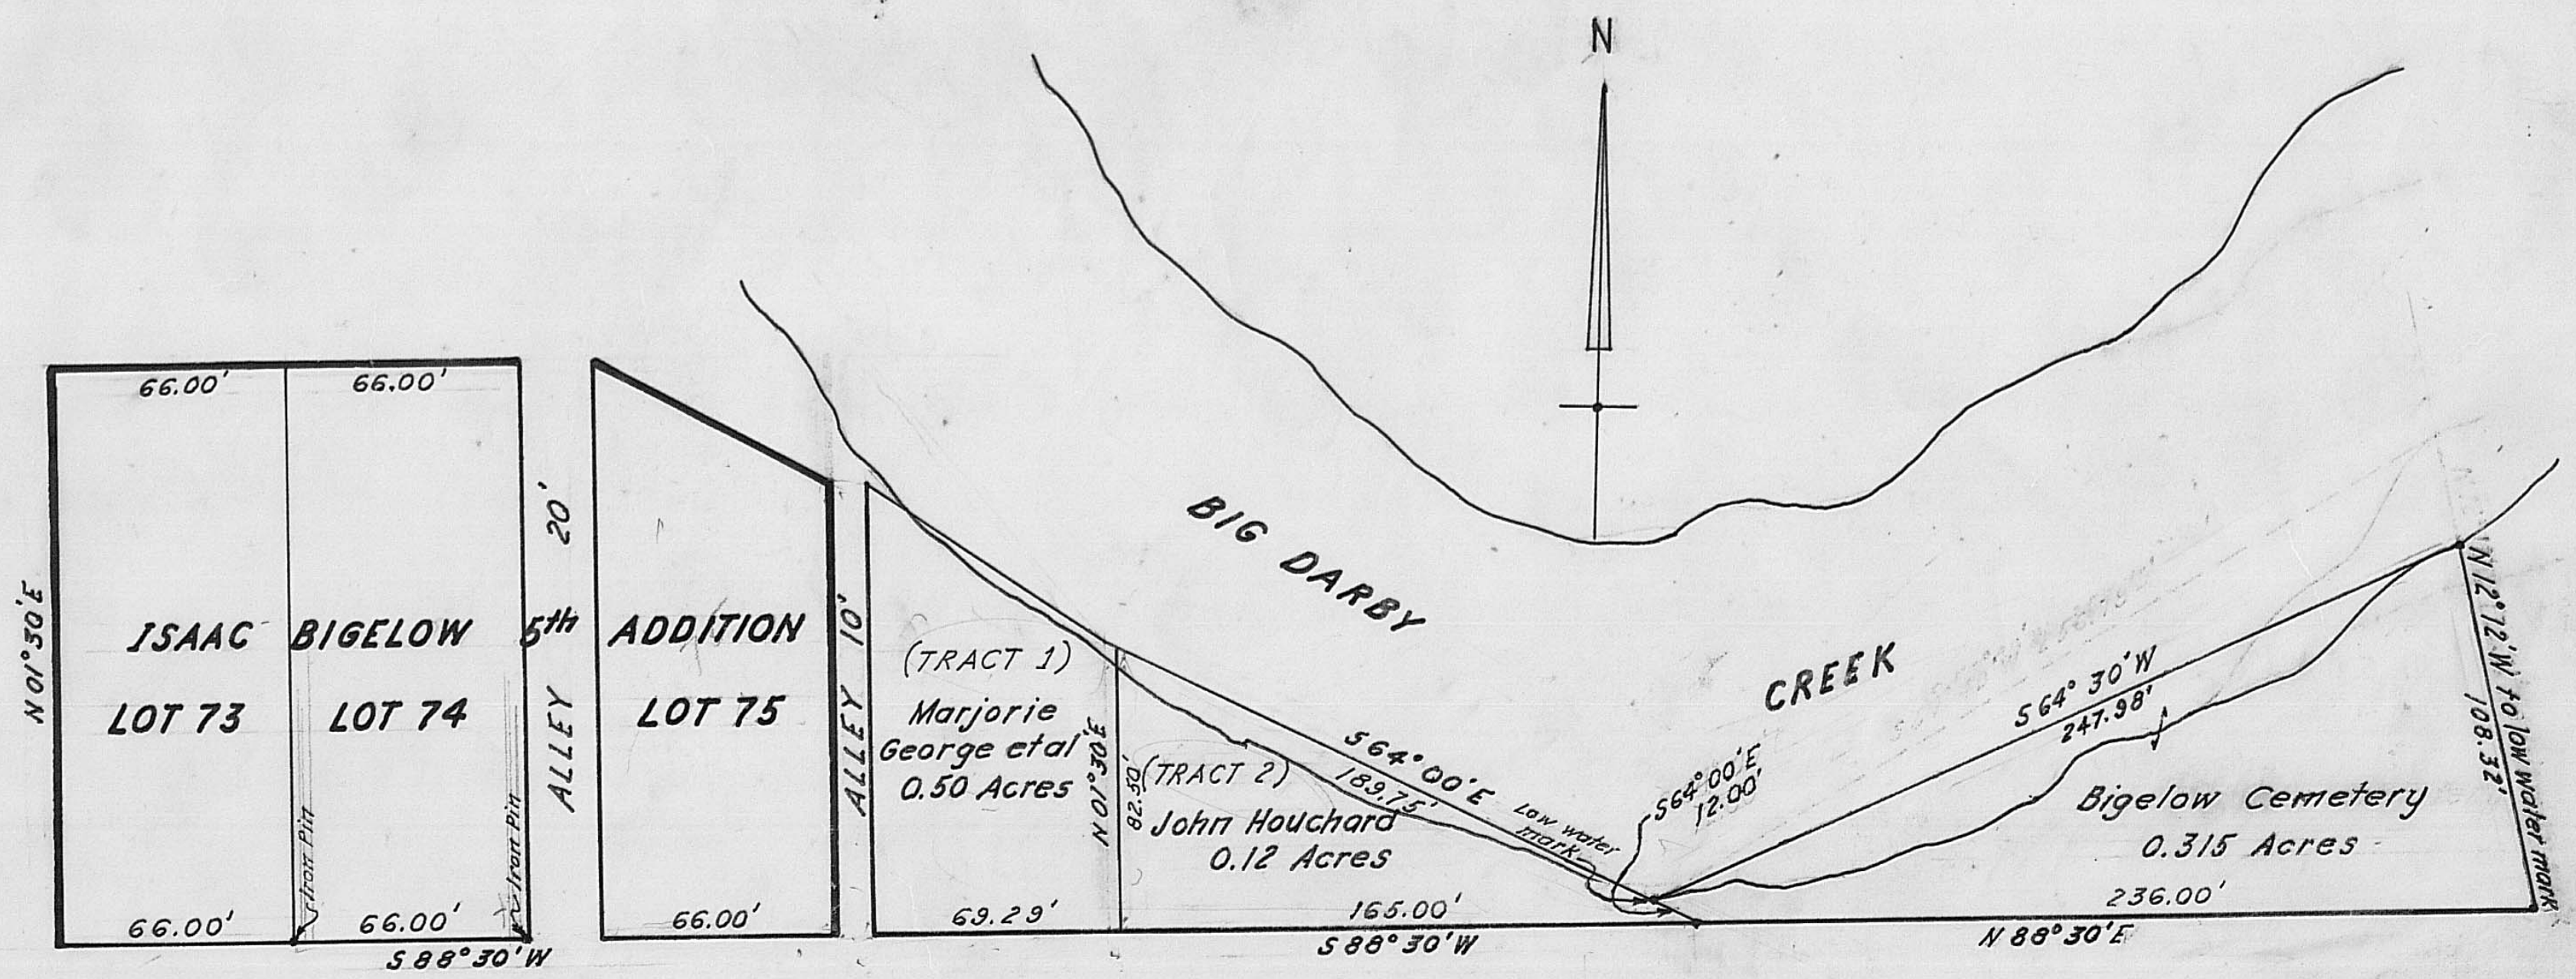 N
66.00'
66.00'
N 01°30'E
ISAAC BIGELOW 5th ADDITION
LOT 73
LOT 74
LOT 75
ALLEY 20'
ALLEY 10'
Iron Pin
Iron Pin
66.00'
66.00'
66.00'
S 88°30'W
(TRACT 1)
Marjorie
George et al
0.50 Acres
69.29'
N 01°30'E
82.50'
(TRACT 2)
John Houchard
0.12 Acres
165.00'
S 88°30'W
S 64°00'E
189.75'
Low water
mark
S 64°00'E
12.00'
BIG DARBY
CREEK
S 64° 30'W
247.98'
N 12°12'W to low water mark
108.32'
Bigelow Cemetery
0.315 Acres
236.00'
N 88°30'E